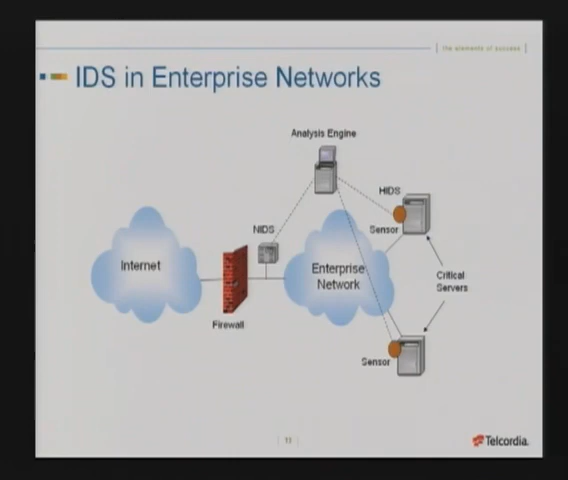 the elements of success
IDS in Enterprise Networks
Analysis Engine
HIDS
NIDS
Sensor
Internet
Enterprise
Network
Critical
Servers
Firewall
Sensor
Telcordia.